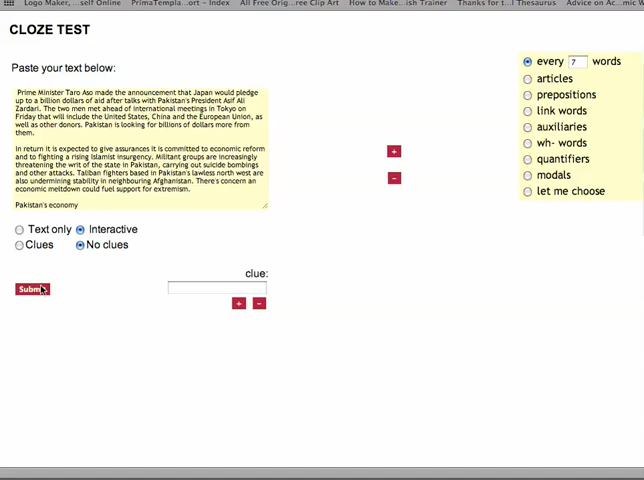 Logo Maker, ...self Online PrimaTempla...ort – Index All Free Orig...ree Clip Art How to Make...ish Trainer Thanks for t...l Thesaurus Advice on Ac...mic W
CLOZE TEST
Paste your text below:
Prime Minister Taro Aso made the announcement that Japan would pledge
up to a billion dollars of aid after talks with Pakistan's President Asif Ali
Zardari. The two men met ahead of international meetings in Tokyo on
Friday that will include the United States, China and the European Union, as
well as other donors. Pakistan is looking for billions of dollars more from
them.
In return it is expected to give assurances it is committed to economic reform
and to fighting a rising Islamist insurgency. Militant groups are increasingly
threatening the writ of the state in Pakistan, carrying out suicide bombings
and other attacks. Taliban fighters based in Pakistan's lawless north west are
also undermining stability in neighbouring Afghanistan. There's concern an
economic meltdown could fuel support for extremism.
Pakistan's economy
+
–
every 7 words
articles
prepositions
link words
auxiliaries
wh- words
quantifiers
modals
let me choose
Text only Interactive
Clues No clues
clue:
Submi
+ –